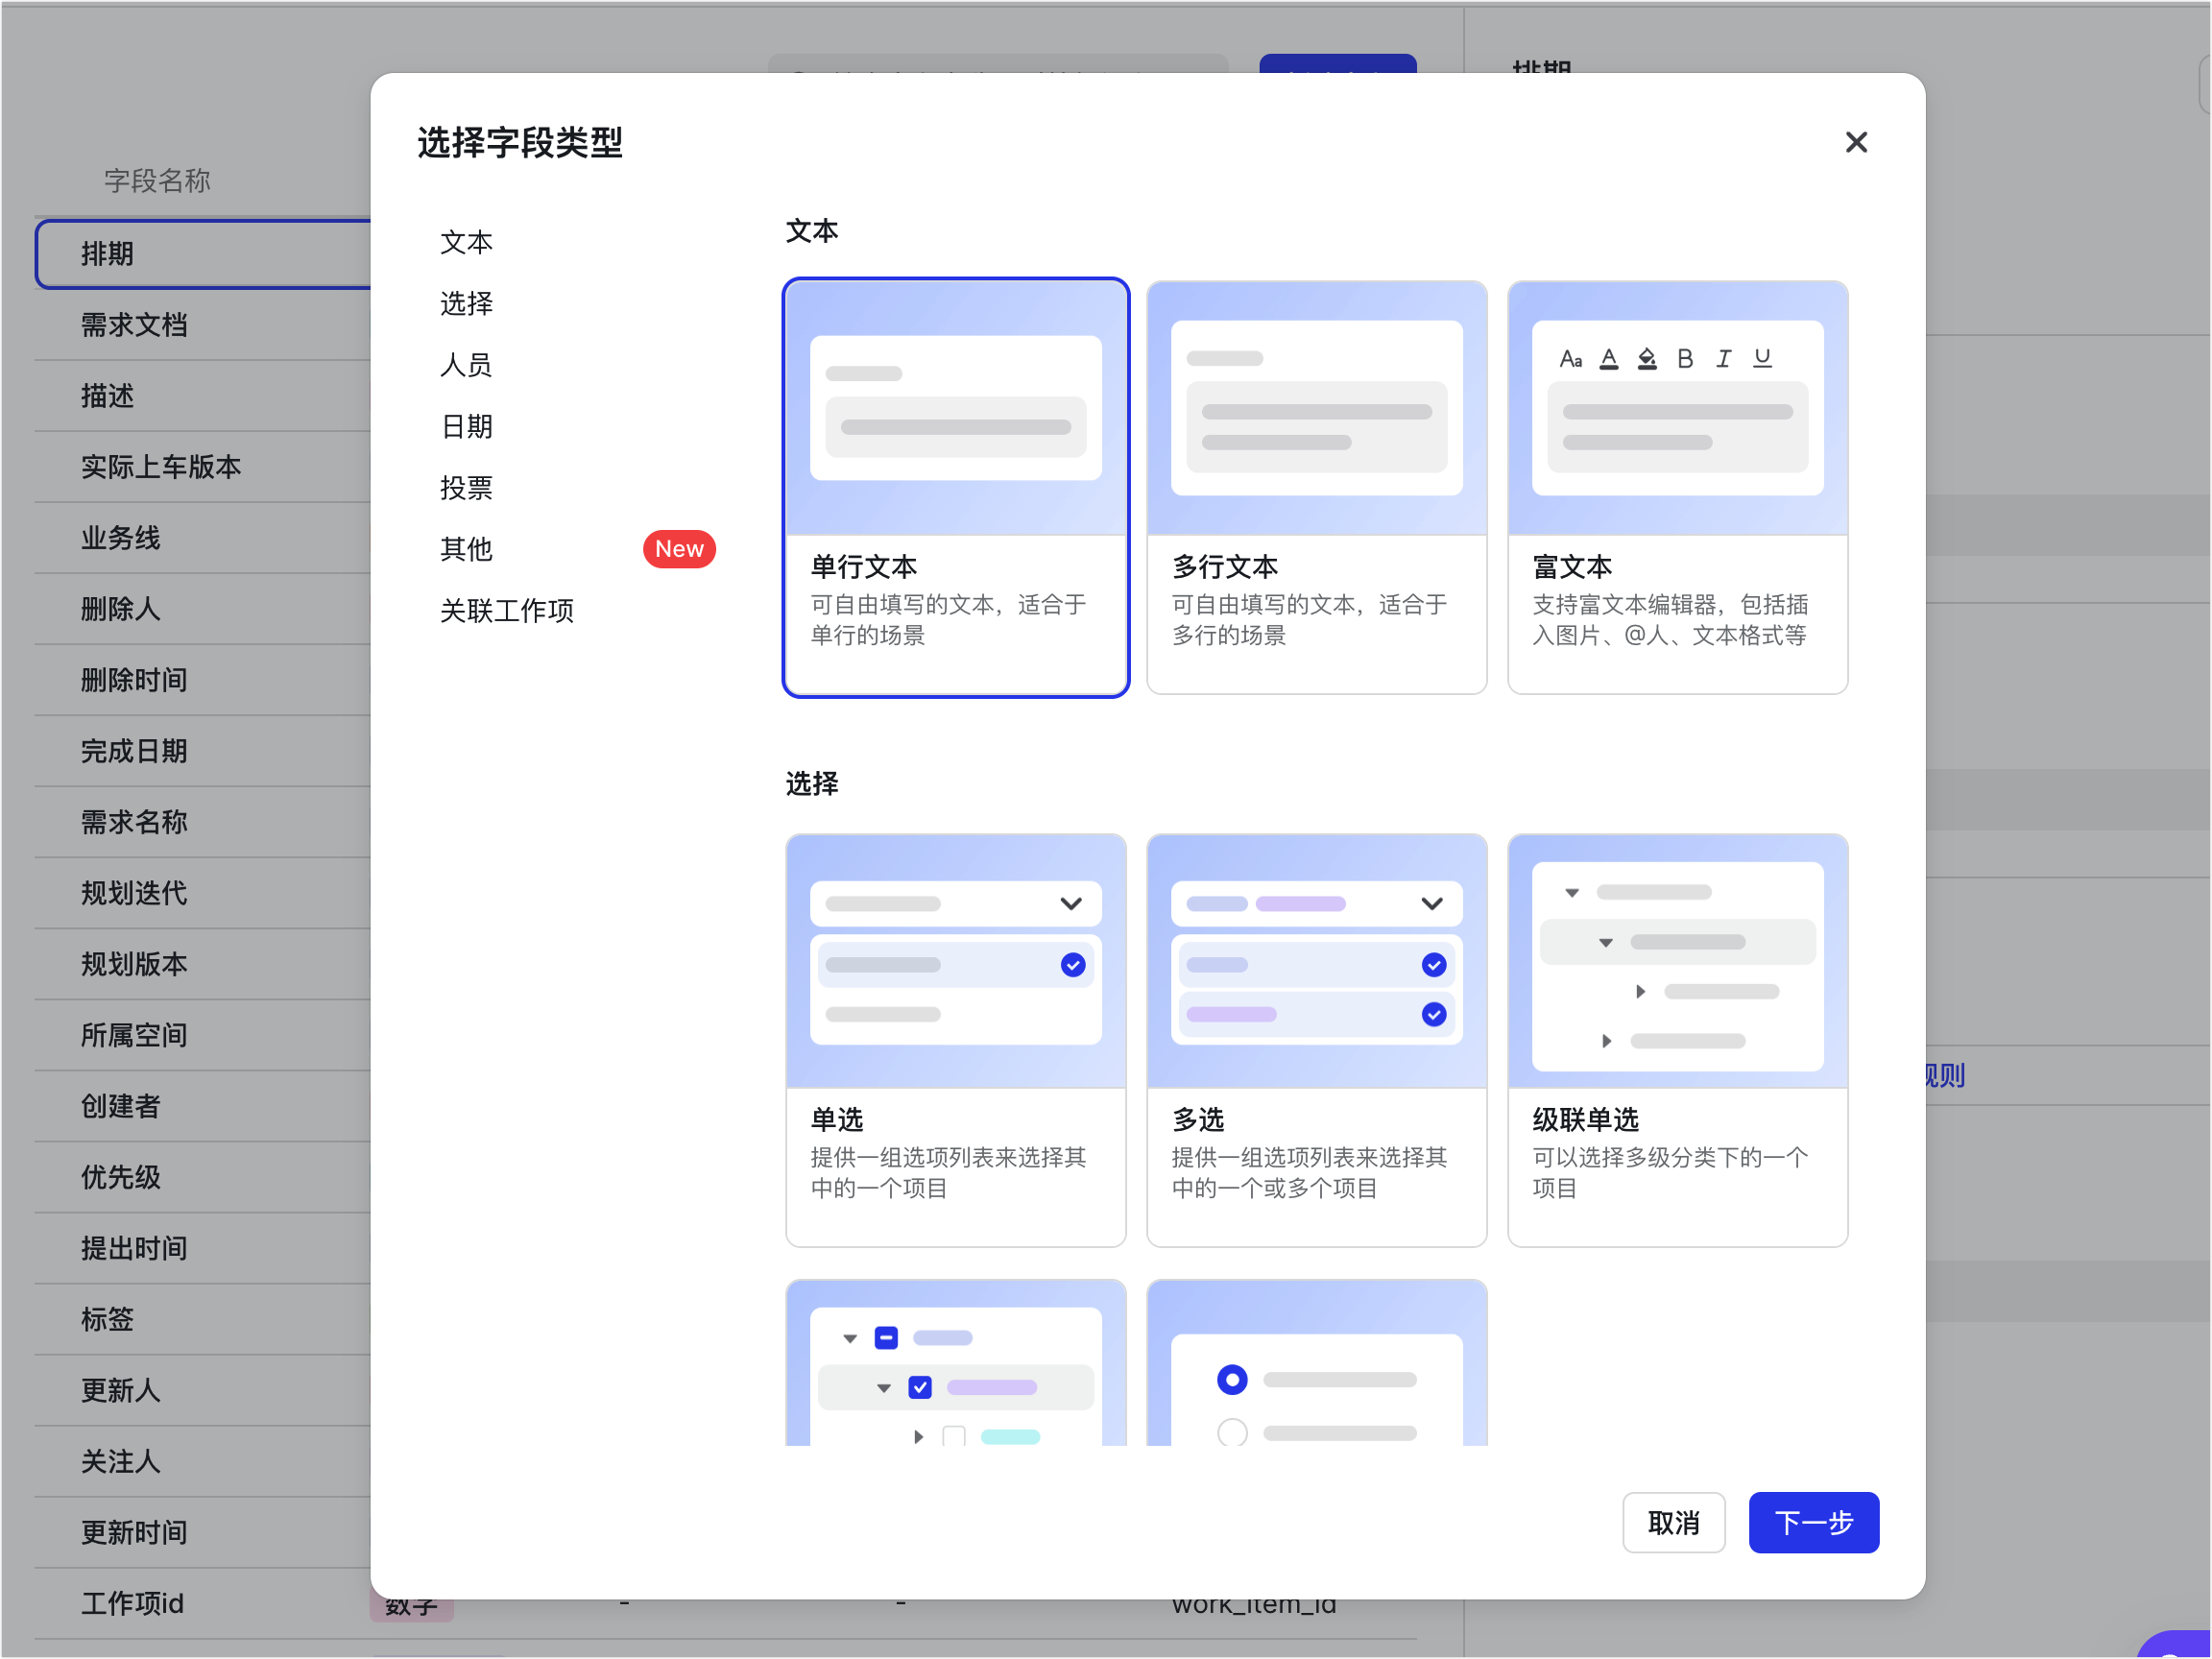 排期
选择字段类型
字段名称
排期
需求文档
描述
实际上车版本
业务线
删除人
删除时间
完成日期
需求名称
规划迭代
规划版本
所属空间
创建者
优先级
提出时间
标签
更新人
关注人
更新时间
工作项id
数字
-
-
work_item_id
文本
选择
人员
日期
投票
其他
New
关联工作项
文本
Aa A B I U
单行文本
可自由填写的文本，适合于
单行的场景
多行文本
可自由填写的文本，适合于
多行的场景
富文本
支持富文本编辑器，包括插
入图片、@人、文本格式等
选择
单选
提供一组选项列表来选择其
中的一个项目
多选
提供一组选项列表来选择其
中的一个或多个项目
级联单选
可以选择多级分类下的一个
项目
规则
取消
下一步